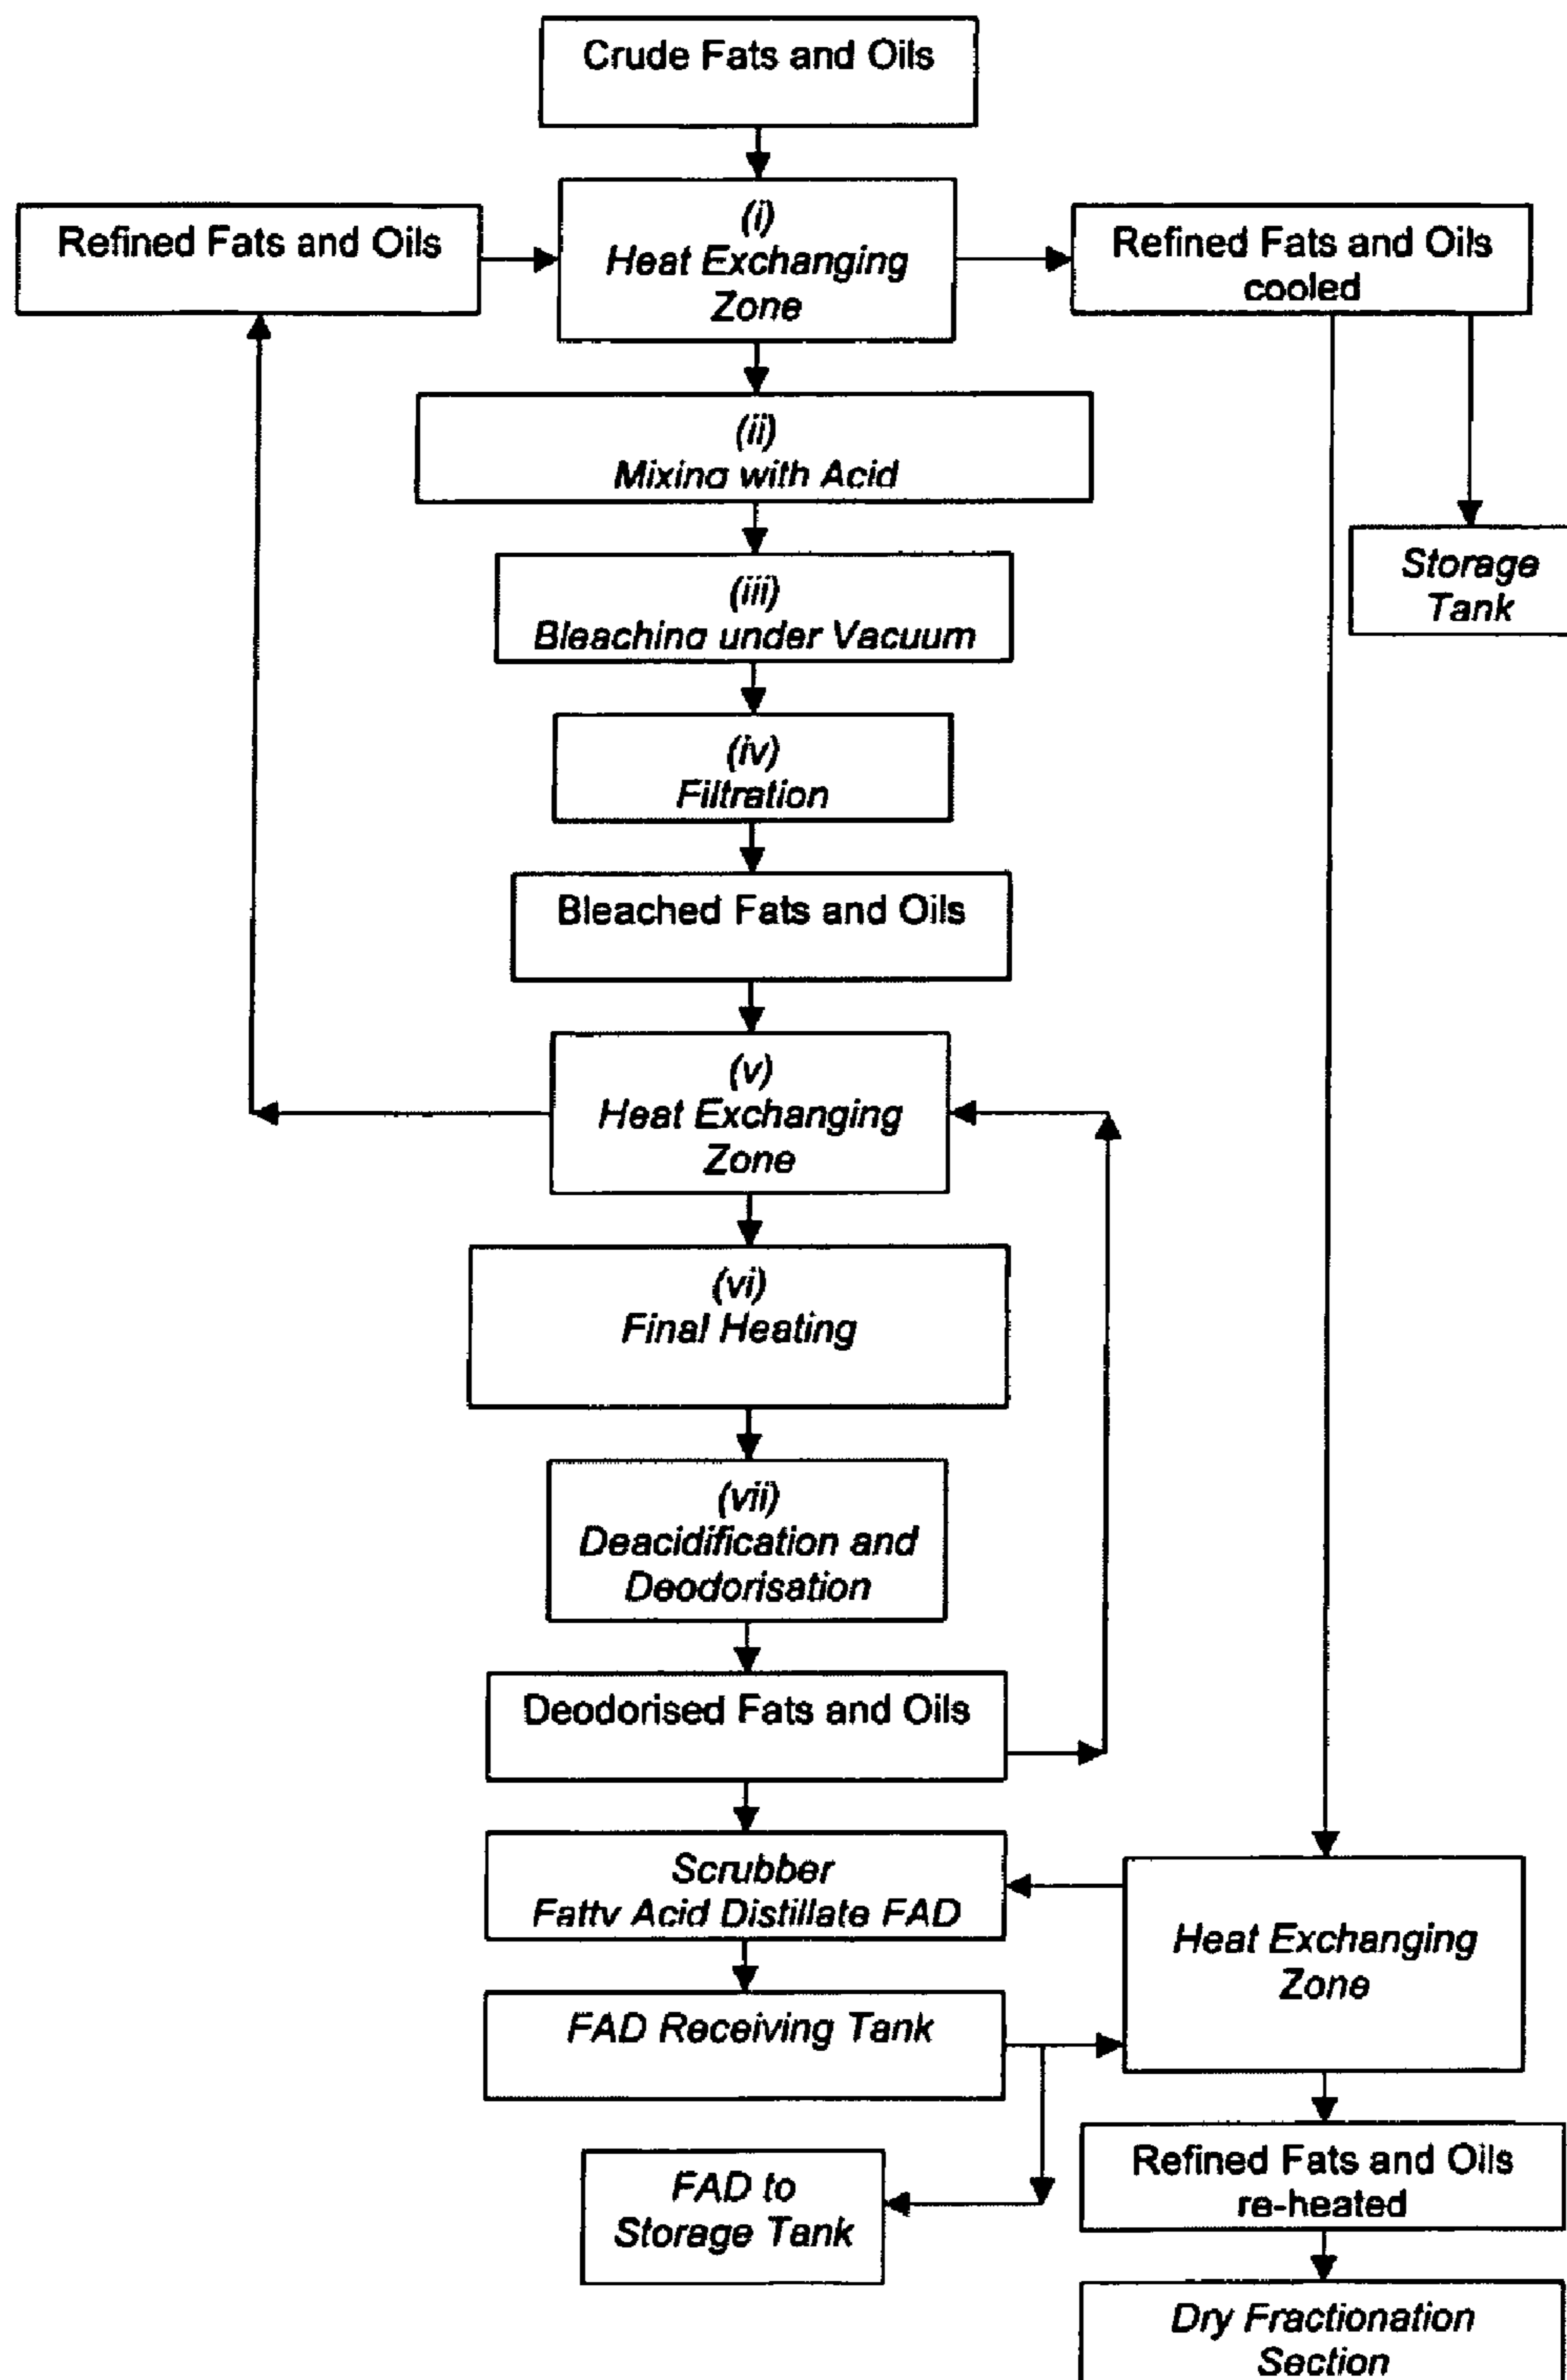 Crude Fats and Oils
Refined Fats and Oils
(i)
Heat Exchanging
Zone
Refined Fats and Oils
cooled
(ii)
Mixing with Acid
Storage
Tank
(iii)
Bleaching under Vacuum
(iv)
Filtration
Bleached Fats and Oils
(v)
Heat Exchanging
Zone
(vi)
Final Heating
(vii)
Deacidification and
Deodorisation
Deodorised Fats and Oils
Scrubber
Fatty Acid Distillate FAD
Heat Exchanging
Zone
FAD Receiving Tank
FAD to
Storage Tank
Refined Fats and Oils
re-heated
Dry Fractionation
Section